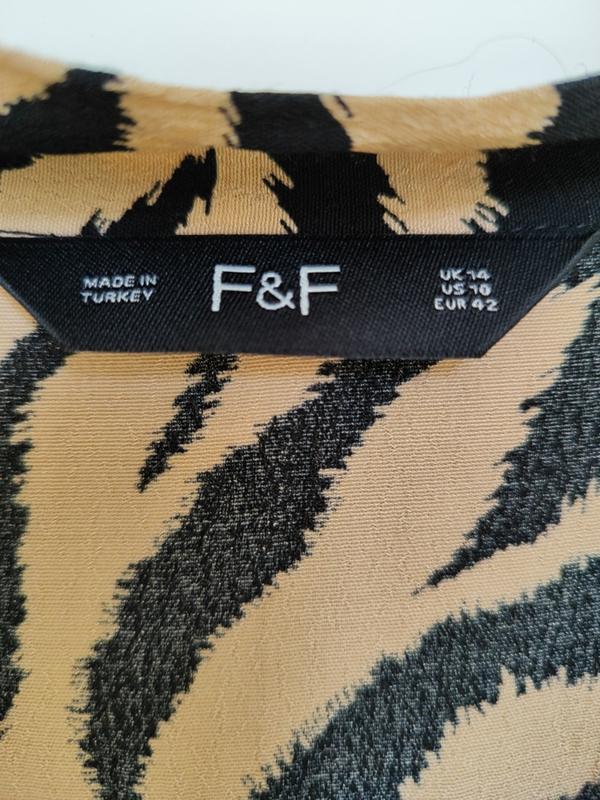 MADE IN
TURKEY
F&F
UK 14
US 10
EUR 42